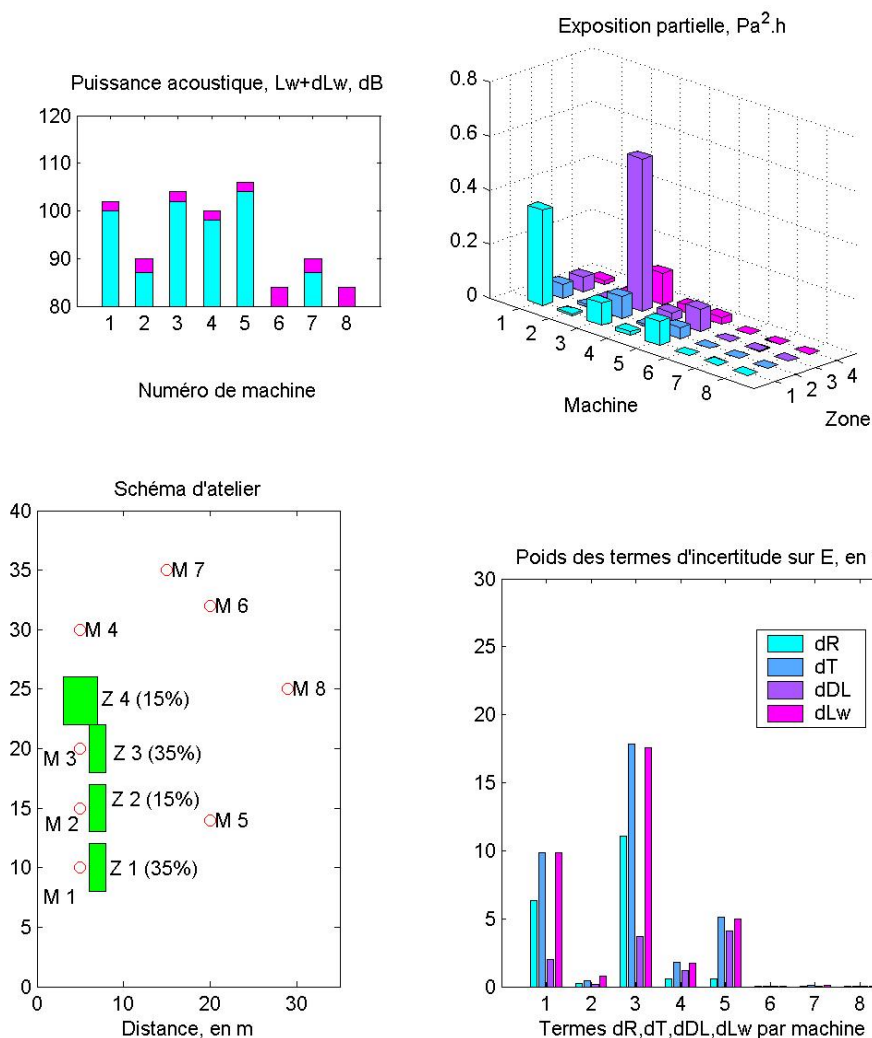 Puissance acoustique, Lw+dLw, dB
120
110
100
90
80
1 2 3 4 5 6 7 8
Numéro de machine
Exposition partielle, Pa².h
0.8
0.6
0.4
0.2
0
1 2 3 4 5 6 7 8
Machine
1 2 3 4
Zone
Schéma d'atelier
40
35
30
25
20
15
10
5
0
M 7
M 6
M 4
M 8
Z 4 (15%)
M 3
Z 3 (35%)
M 2
Z 2 (15%)
M 5
M 1
Z 1 (35%)
0 10 20 30
Distance, en m
Poids des termes d'incertitude sur E, en
30
25
20
15
10
5
0
dR
dT
dDL
dLw
1 2 3 4 5 6 7 8
Termes dR,dT,dDL,dLw par machine